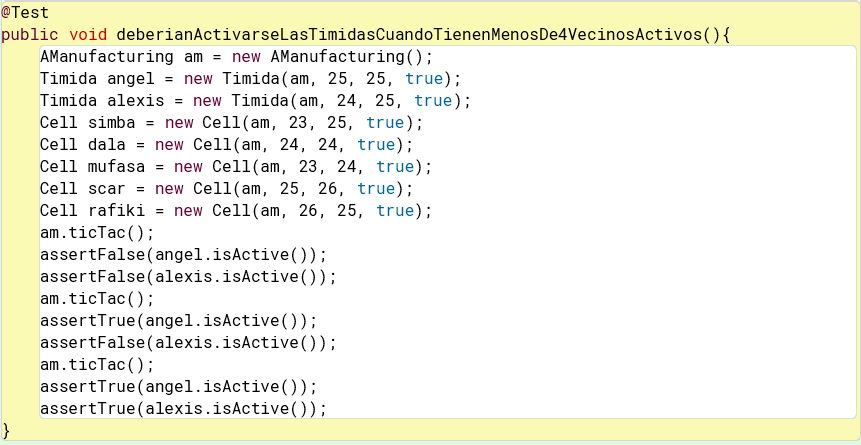 @Test
public void deberianActivarseLasTimidasCuandoTienenMenosDe4VecinosActivos(){
    AManufacturing am = new AManufacturing();
    Timida angel = new Timida(am, 25, 25, true);
    Timida alexis = new Timida(am, 24, 25, true);
    Cell simba = new Cell(am, 23, 25, true);
    Cell dala = new Cell(am, 24, 24, true);
    Cell mufasa = new Cell(am, 23, 24, true);
    Cell scar = new Cell(am, 25, 26, true);
    Cell rafiki = new Cell(am, 26, 25, true);
    am.ticTac();
    assertFalse(angel.isActive());
    assertFalse(alexis.isActive());
    am.ticTac();
    assertTrue(angel.isActive());
    assertFalse(alexis.isActive());
    am.ticTac();
    assertTrue(angel.isActive());
    assertTrue(alexis.isActive());
}